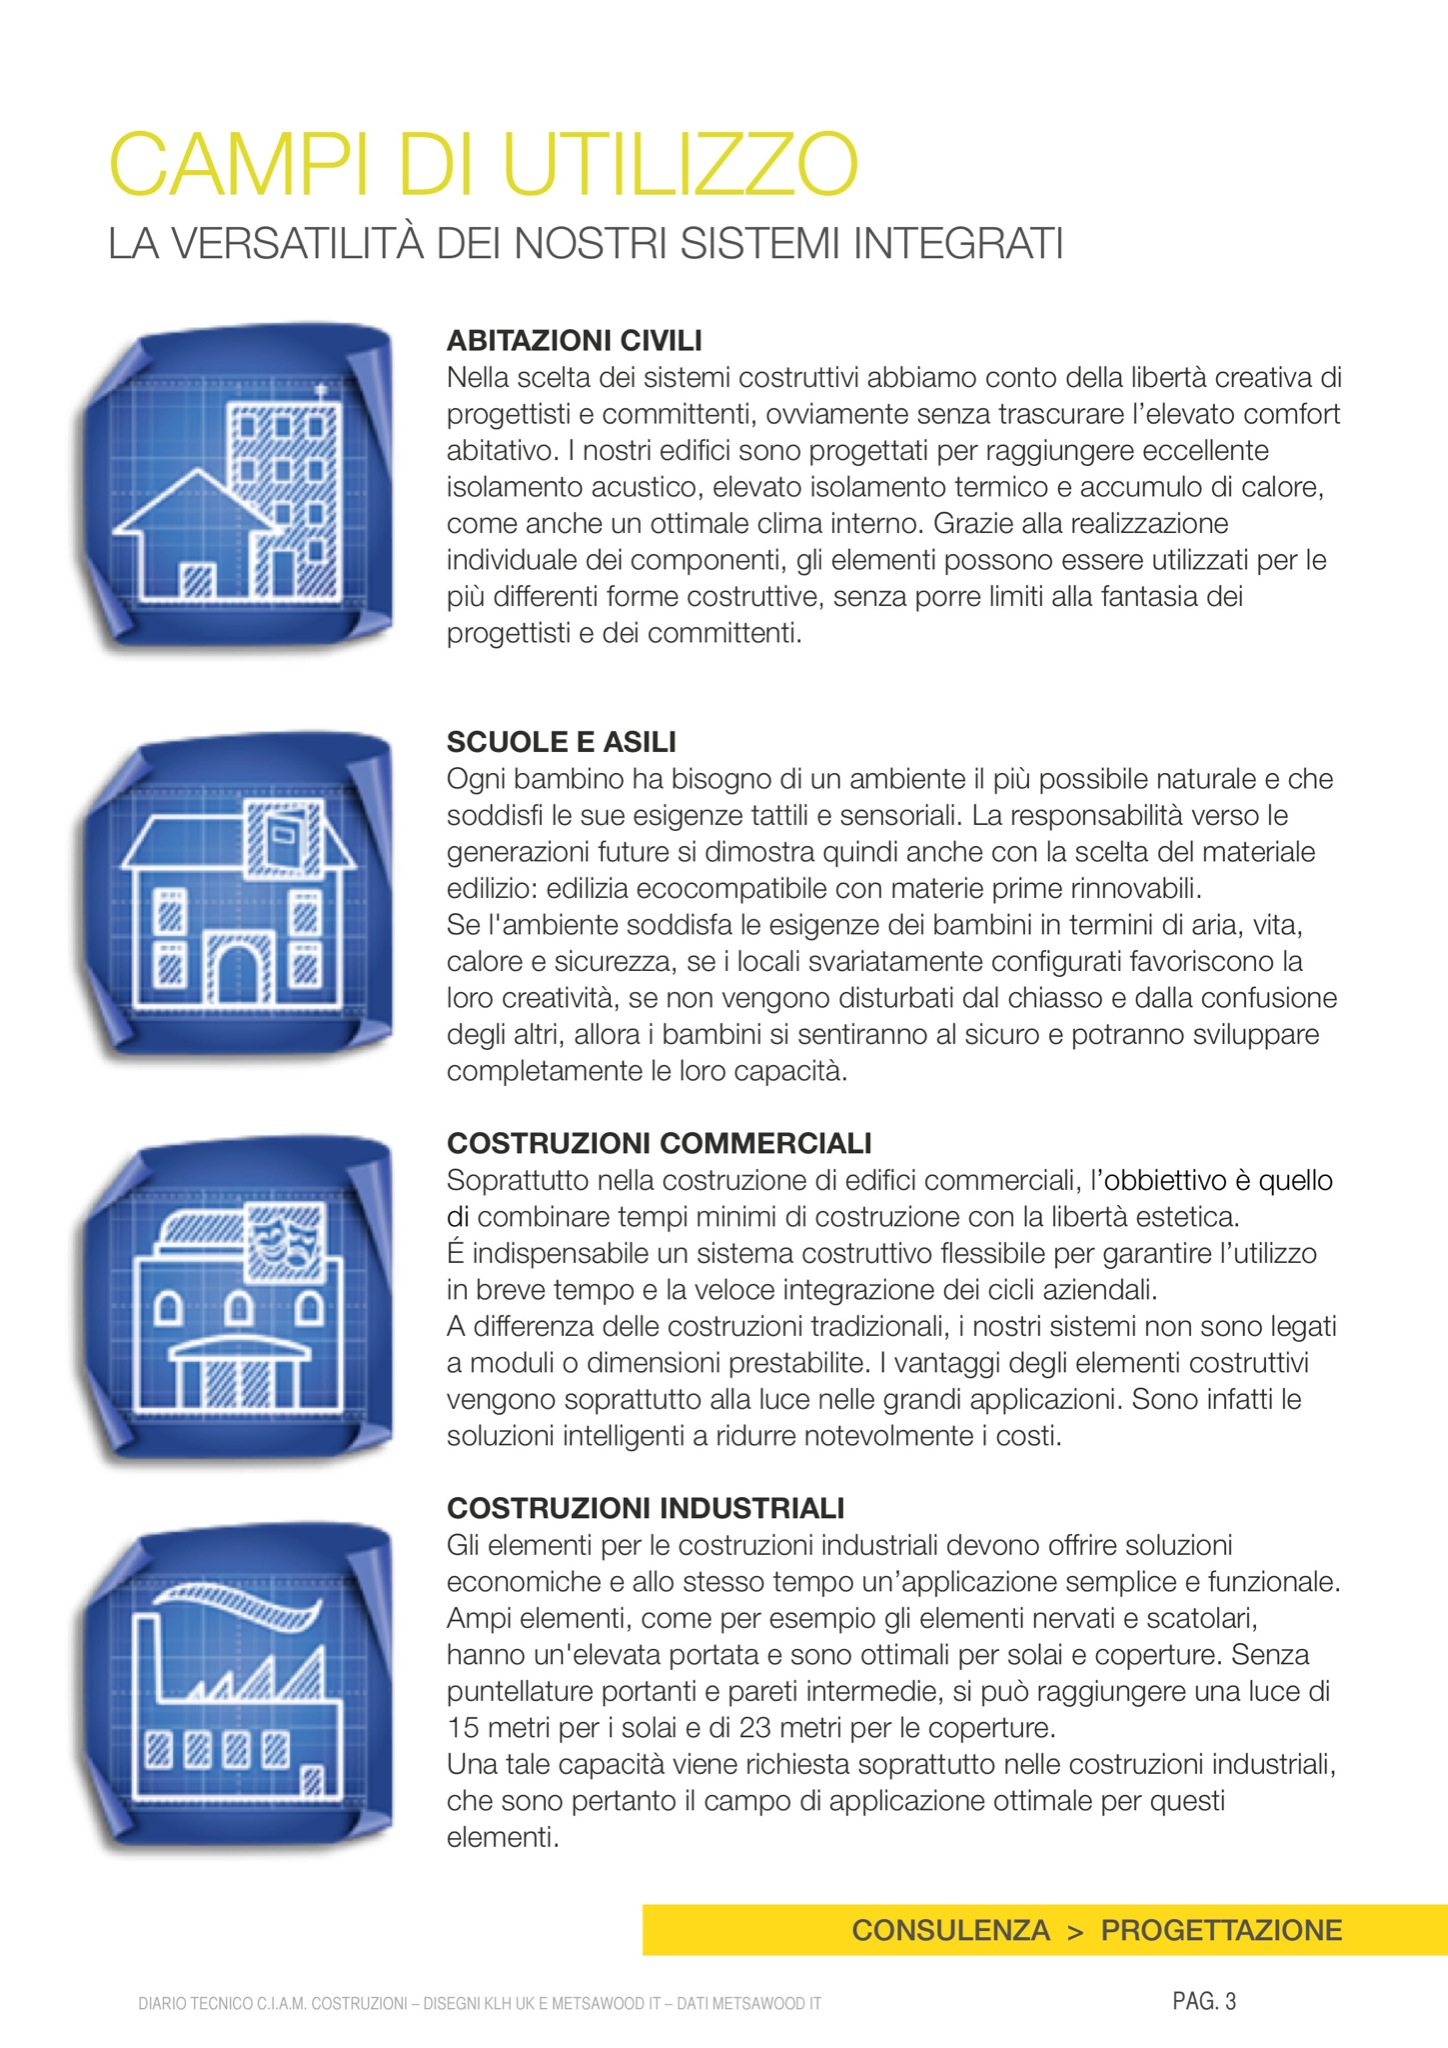 CAMPI DI UTILIZZO
LA VERSATILITÀ DEI NOSTRI SISTEMI INTEGRATI
ABITAZIONI CIVILI
Nella scelta dei sistemi costruttivi abbiamo conto della libertà creativa di
progettisti e committenti, ovviamente senza trascurare l’elevato comfort
abitativo. I nostri edifici sono progettati per raggiungere eccellente
isolamento acustico, elevato isolamento termico e accumulo di calore,
come anche un ottimale clima interno. Grazie alla realizzazione
individuale dei componenti, gli elementi possono essere utilizzati per le
più differenti forme costruttive, senza porre limiti alla fantasia dei
progettisti e dei committenti.
SCUOLE E ASILI
Ogni bambino ha bisogno di un ambiente il più possibile naturale e che
soddisfi le sue esigenze tattili e sensoriali. La responsabilità verso le
generazioni future si dimostra quindi anche con la scelta del materiale
edilizio: edilizia ecocompatibile con materie prime rinnovabili.
Se l'ambiente soddisfa le esigenze dei bambini in termini di aria, vita,
calore e sicurezza, se i locali svariatamente configurati favoriscono la
loro creatività, se non vengono disturbati dal chiasso e dalla confusione
degli altri, allora i bambini si sentiranno al sicuro e potranno sviluppare
completamente le loro capacità.
COSTRUZIONI COMMERCIALI
Soprattutto nella costruzione di edifici commerciali, l’obbiettivo è quello
di combinare tempi minimi di costruzione con la libertà estetica.
É indispensabile un sistema costruttivo flessibile per garantire l’utilizzo
in breve tempo e la veloce integrazione dei cicli aziendali.
A differenza delle costruzioni tradizionali, i nostri sistemi non sono legati
a moduli o dimensioni prestabilite. I vantaggi degli elementi costruttivi
vengono soprattutto alla luce nelle grandi applicazioni. Sono infatti le
soluzioni intelligenti a ridurre notevolmente i costi.
COSTRUZIONI INDUSTRIALI
Gli elementi per le costruzioni industriali devono offrire soluzioni
economiche e allo stesso tempo un’applicazione semplice e funzionale.
Ampi elementi, come per esempio gli elementi nervati e scatolari,
hanno un'elevata portata e sono ottimali per solai e coperture. Senza
puntellature portanti e pareti intermedie, si può raggiungere una luce di
15 metri per i solai e di 23 metri per le coperture.
Una tale capacità viene richiesta soprattutto nelle costruzioni industriali,
che sono pertanto il campo di applicazione ottimale per questi
elementi.
CONSULENZA > PROGETTAZIONE
DIARIO TECNICO C.I.A.M. COSTRUZIONI – DISEGNI KLH UK E METSAWOOD IT – DATI METSAWOOD IT
PAG. 3